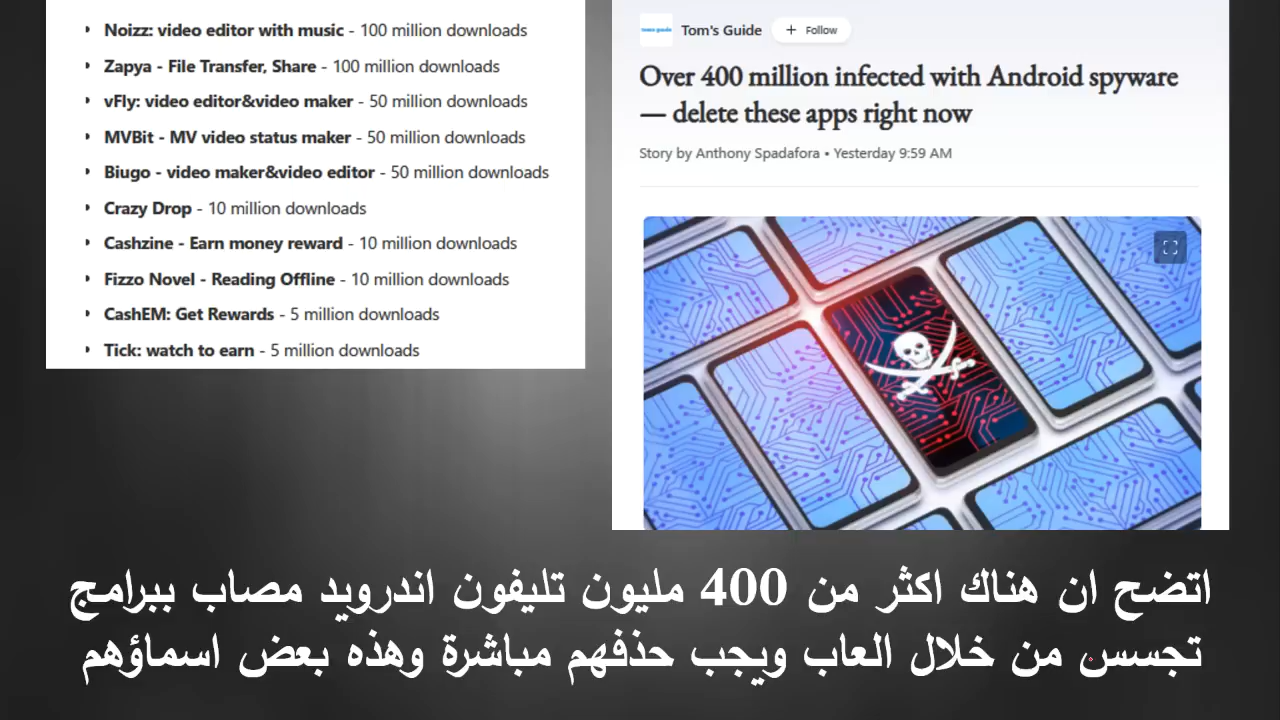 Noizz: video editor with music - 100 million downloads
Zapya - File Transfer, Share - 100 million downloads
vFly: video editor&video maker - 50 million downloads
MVBit - MV video status maker - 50 million downloads
Biugo - video maker&video editor - 50 million downloads
Crazy Drop - 10 million downloads
Cashzine - Earn money reward - 10 million downloads
Fizzo Novel - Reading Offline - 10 million downloads
CashEM: Get Rewards - 5 million downloads
Tick: watch to earn - 5 million downloads
tom's guide Tom's Guide + Follow
Over 400 million infected with Android spyware
— delete these apps right now
Story by Anthony Spadafora • Yesterday 9:59 AM
اتضح ان هناك اكثر من 400 مليون تليفون اندرويد مصاب ببرامج
تجسس من خلال العاب ويجب حذفهم مباشرة وهذه بعض اسماؤهم